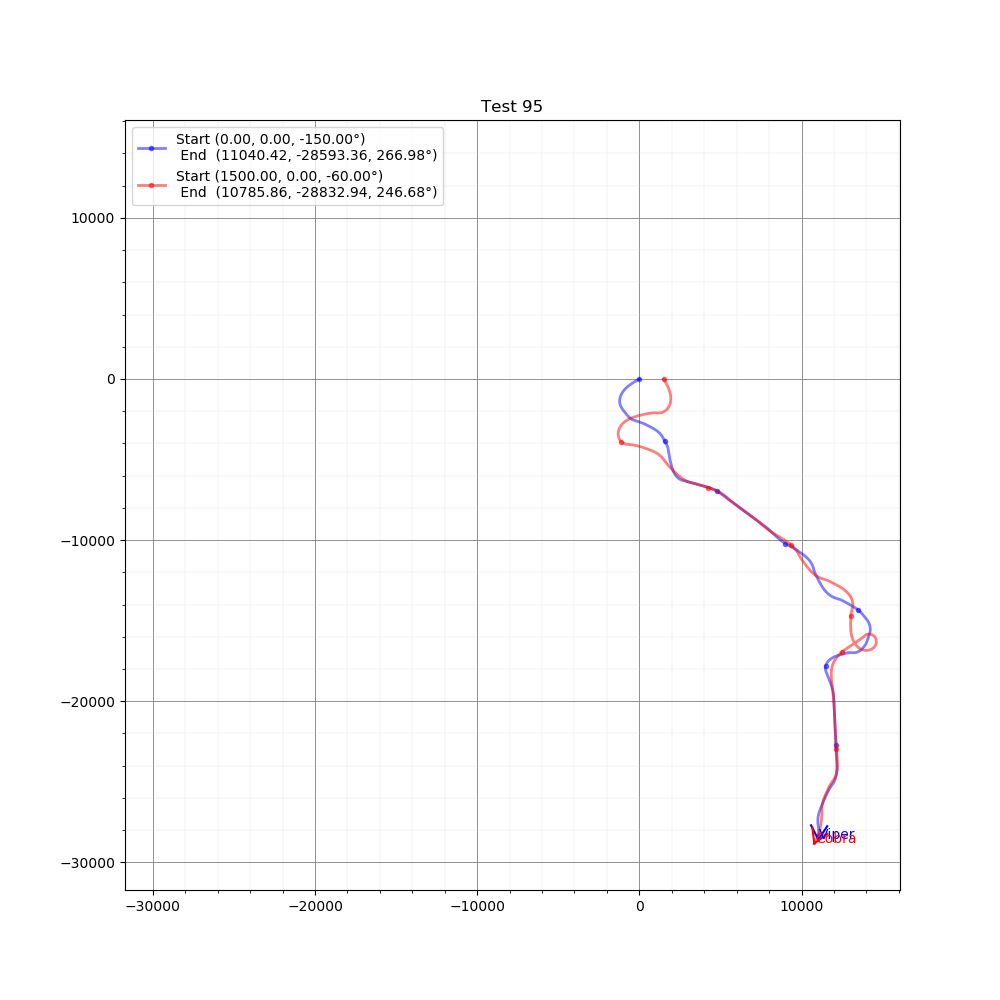 Test 95
Start (0.00, 0.00, -150.00°)
End (11040.42, -28593.36, 266.98°)
Start (1500.00, 0.00, -60.00°)
End (10785.86, -28832.94, 246.68°)
10000
0
−10000
−20000
−30000
Viper
Cobra
−30000
−20000
−10000
0
10000